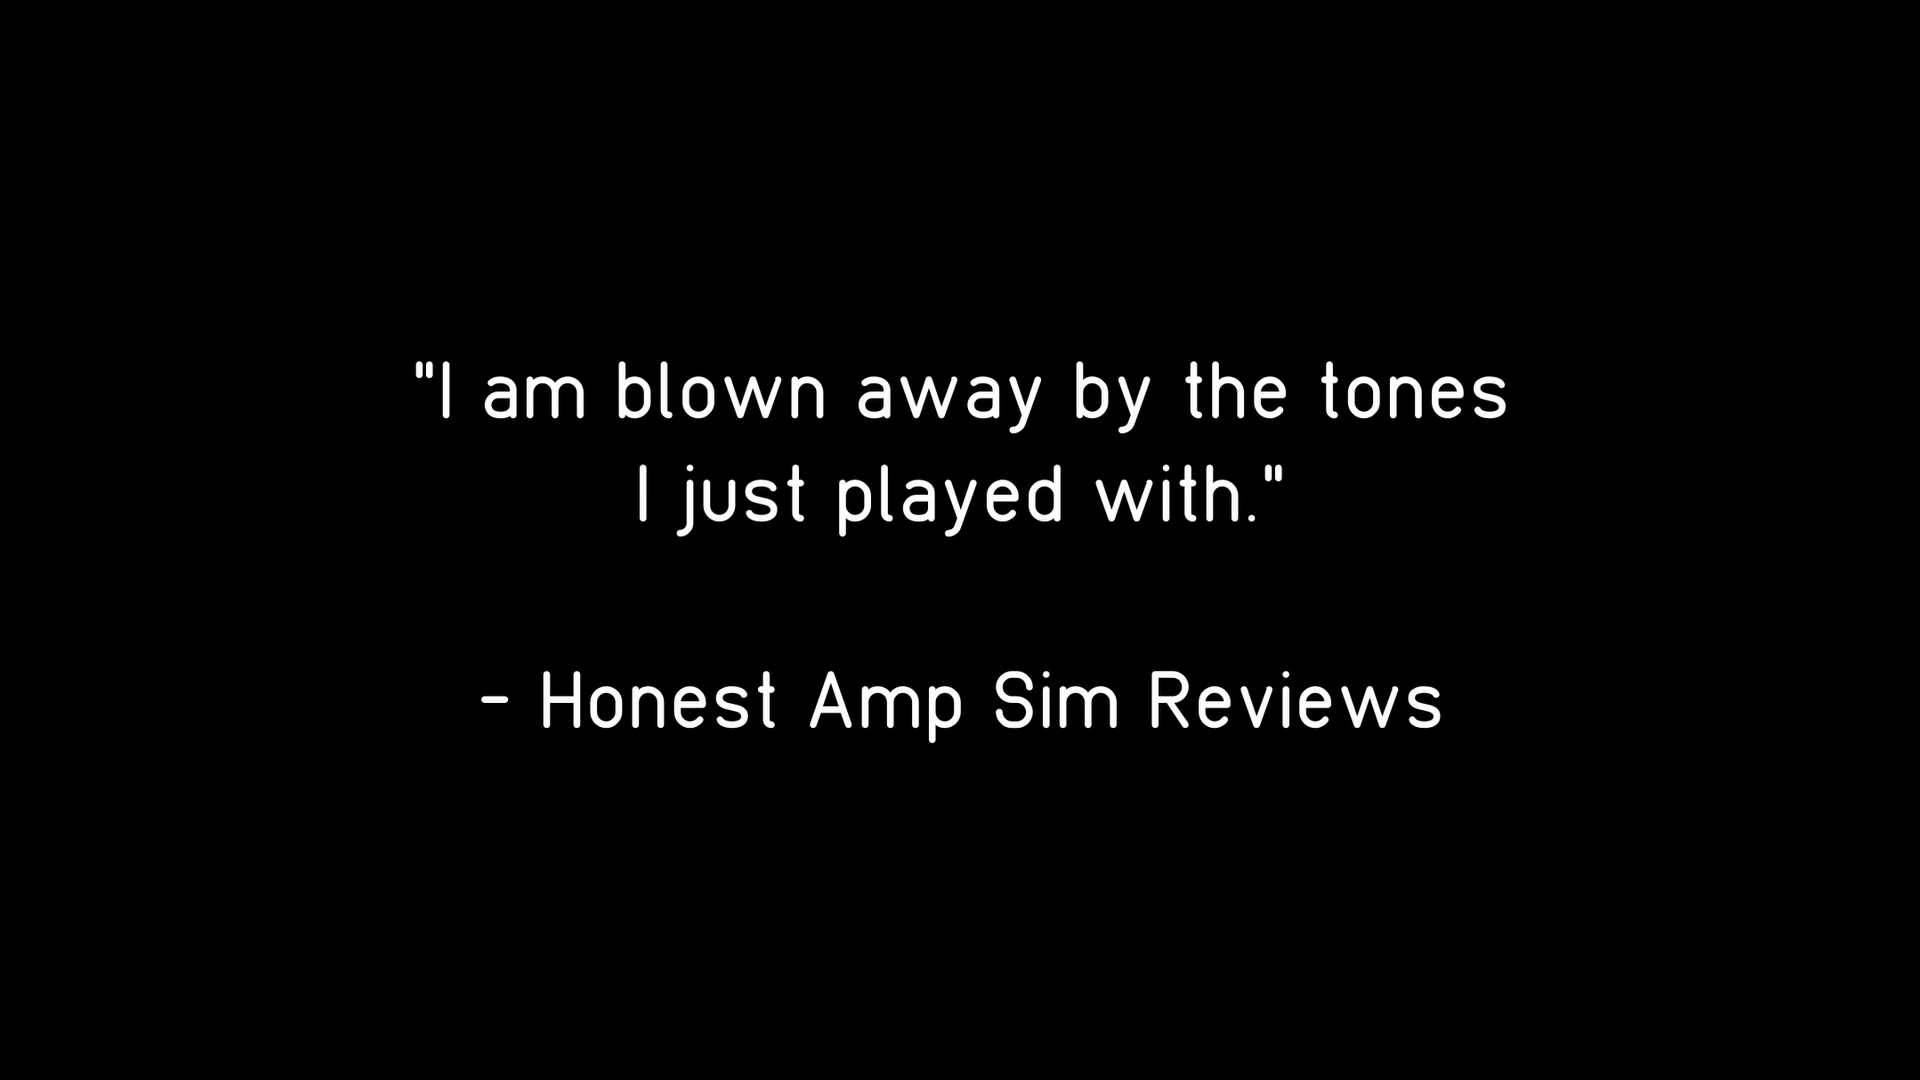 "I am blown away by the tones
I just played with."
- Honest Amp Sim Reviews